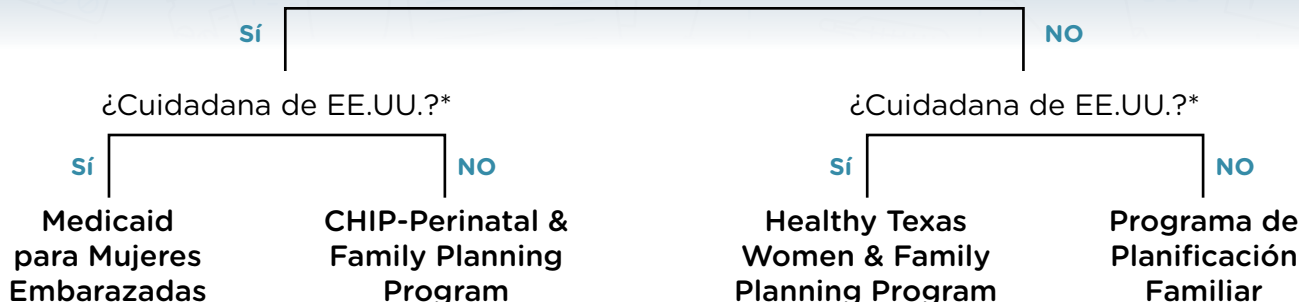 Sí
NO
¿Cuidadana de EE.UU.?*
¿Cuidadana de EE.UU.?*
Sí
NO
Sí
NO
Medicaid
para Mujeres
Embarazadas
CHIP-Perinatal &
Family Planning
Program
Healthy Texas
Women & Family
Planning Program
Programa de
Planificación
Familiar